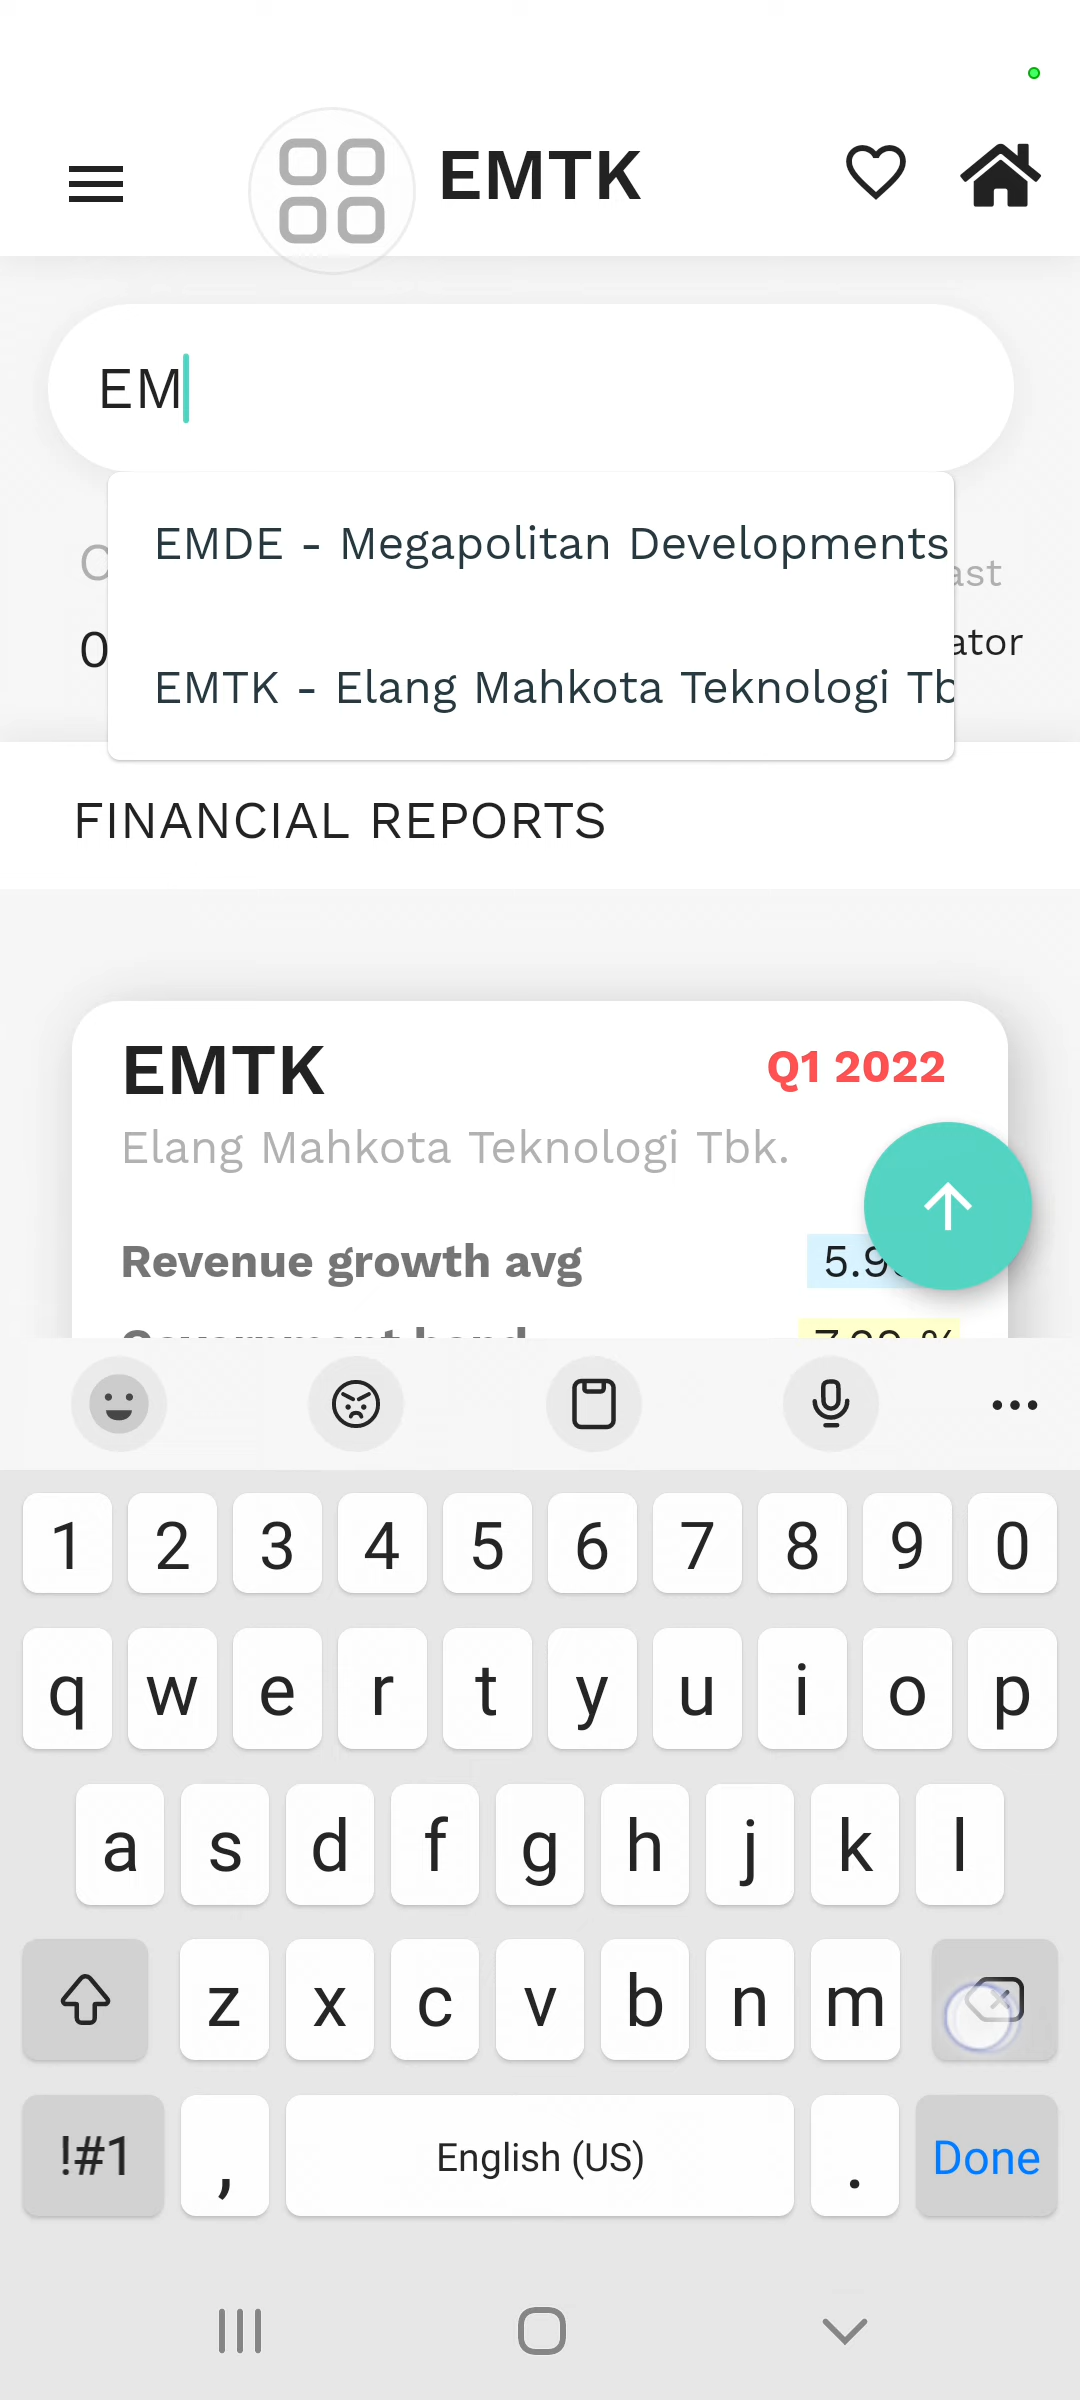 EMTK
EM
EMDE - Megapolitan Developments
EMTK - Elang Mahkota Teknologi Tb
FINANCIAL REPORTS
EMTK
Q1 2022
Elang Mahkota Teknologi Tbk.
Revenue growth avg
1 2 3 4 5 6 7 8 9 0
q w e r t y u i o p
a s d f g h j k l
z x c v b n m
!#1 , English (US) . Done